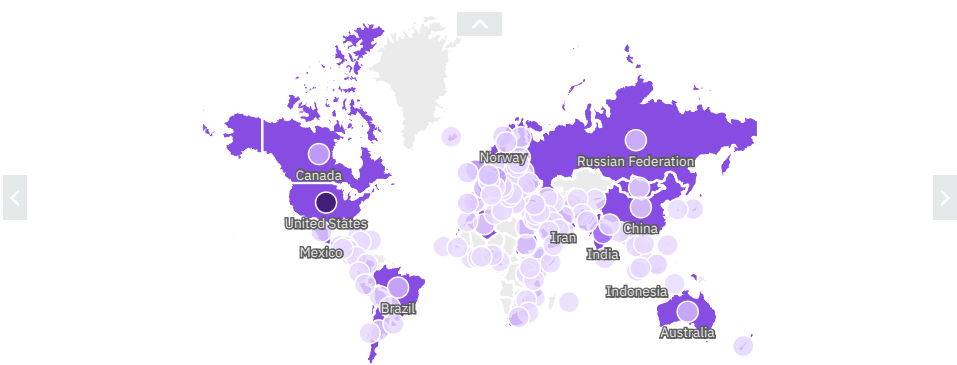 Norway
Russian Federation
Canada
United States
China
Iran
Mexico
India
Indonesia
Brazil
Australia